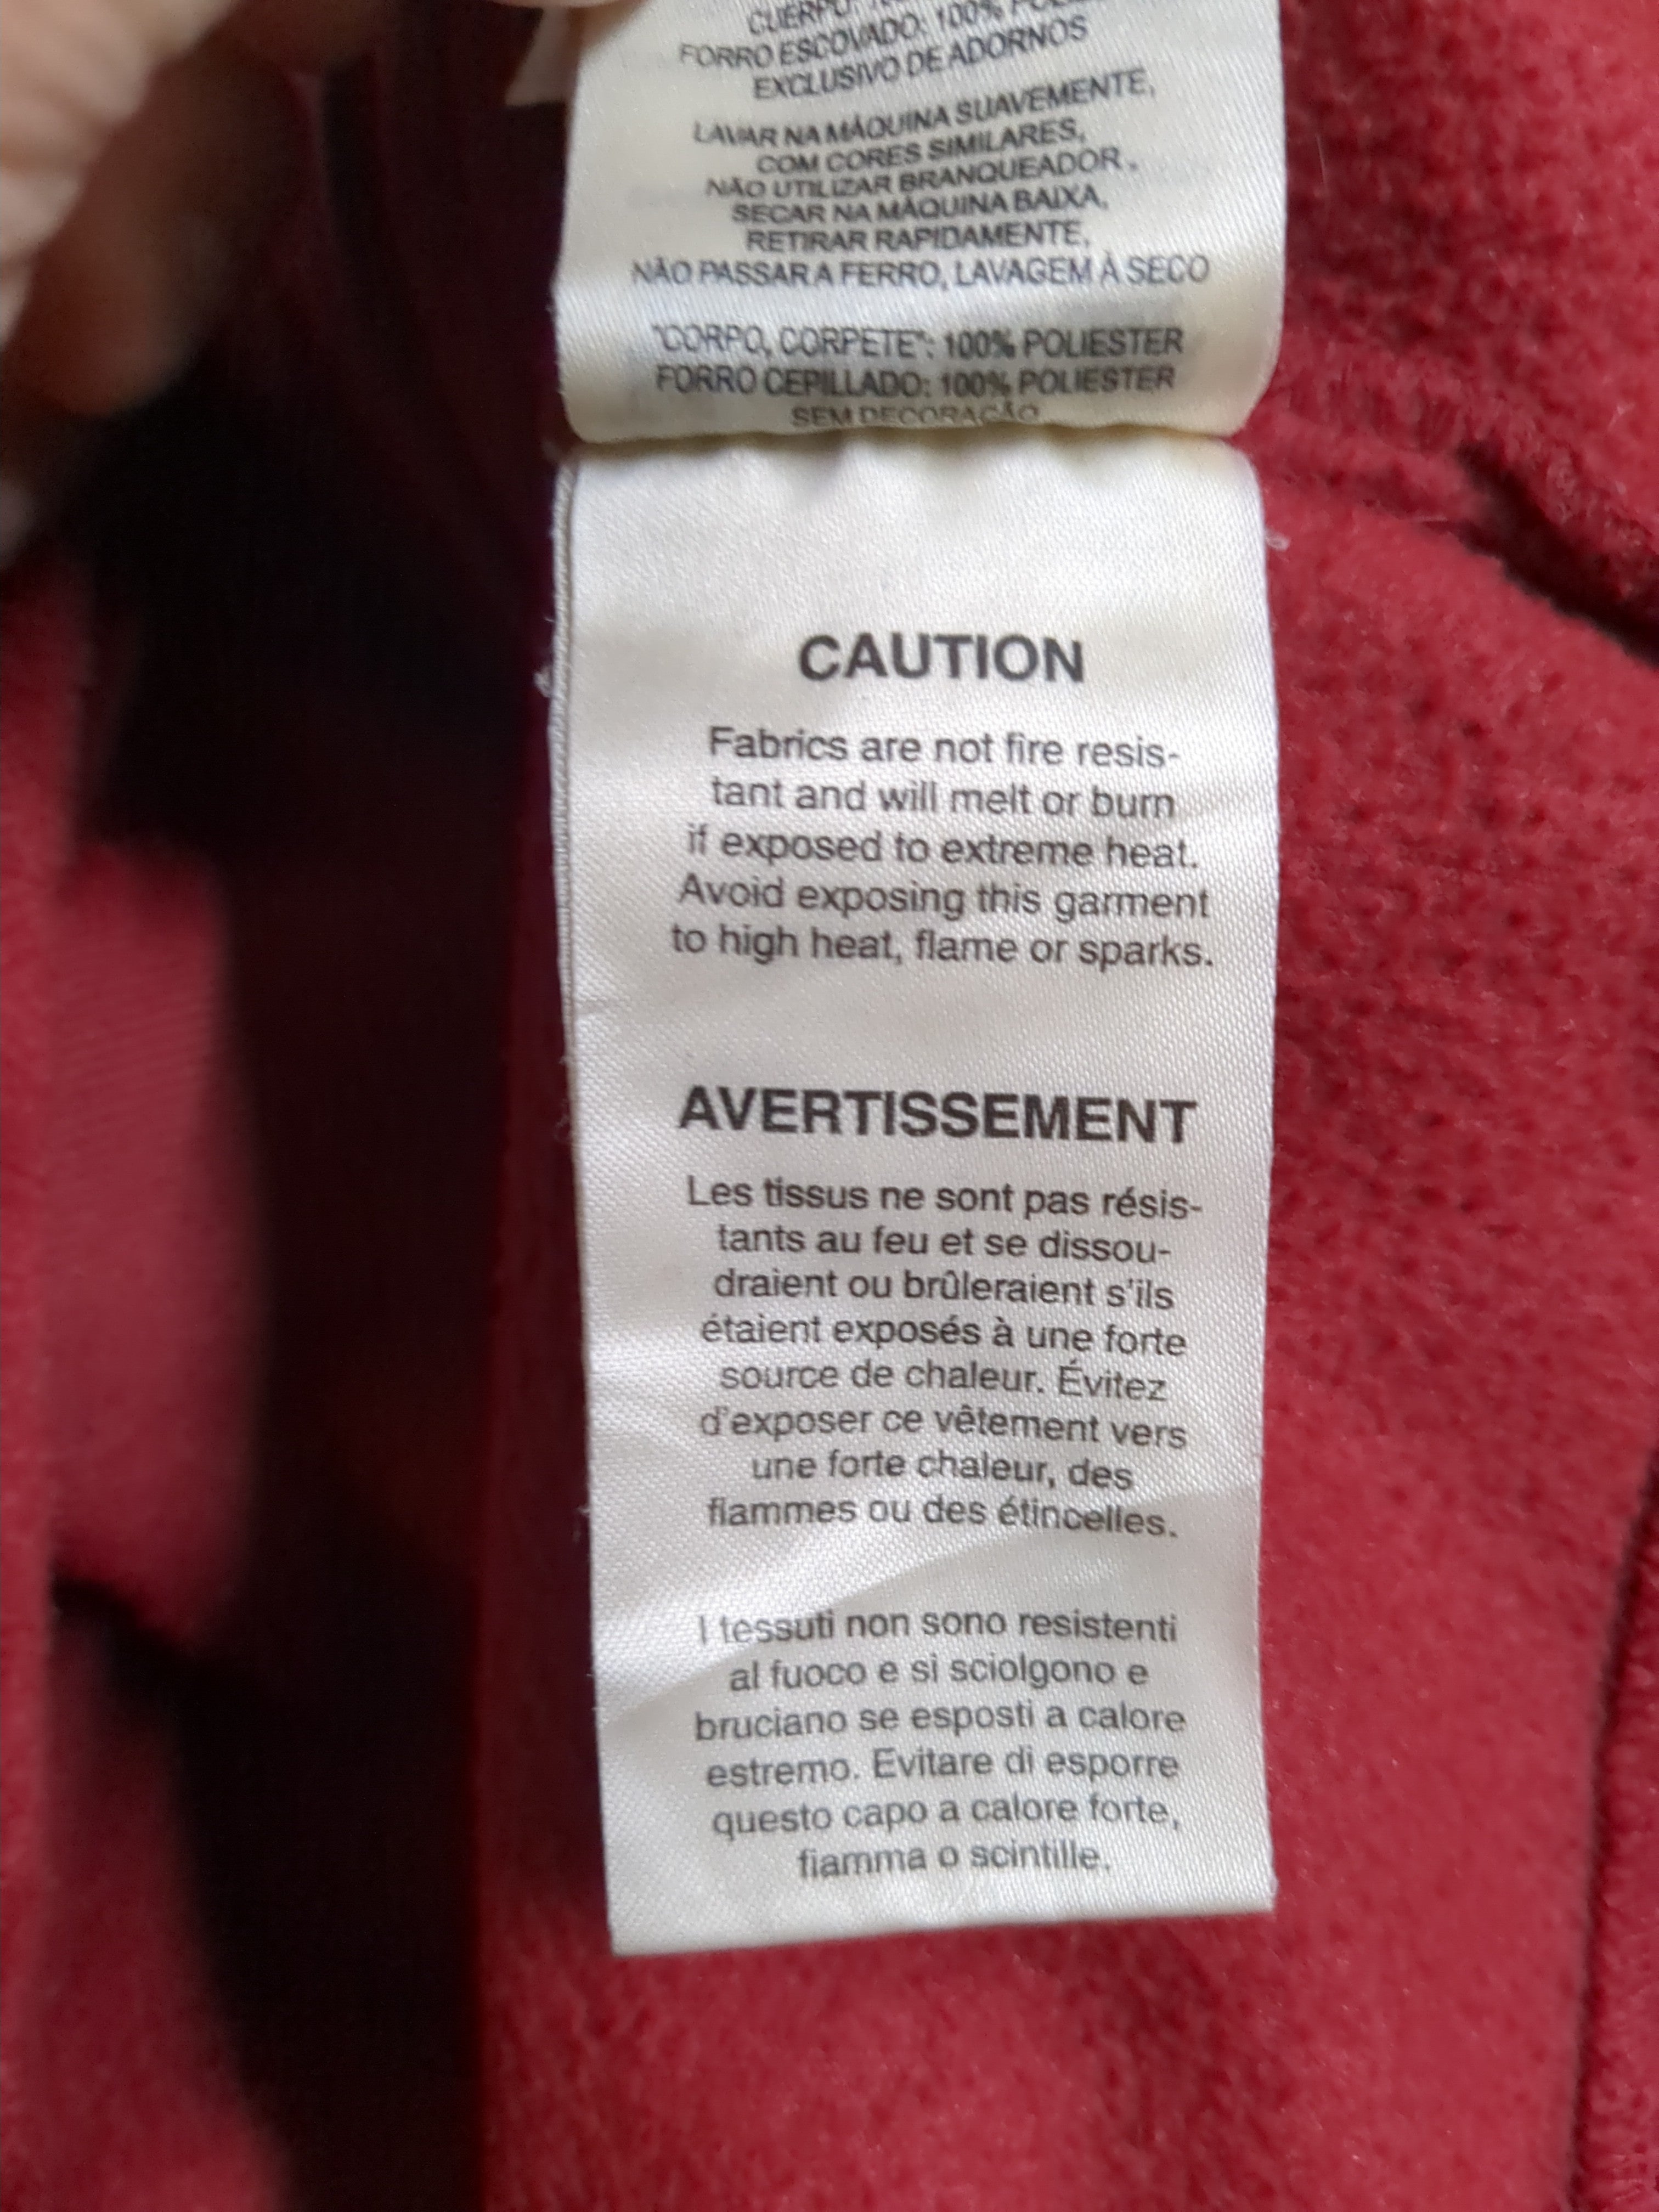 CUERPO:
FORRO ESCOVADO: 100%
EXCLUSIVO DE ADORNOS
LAVAR NA MÁQUINA SUAVEMENTE,
COM CORES SIMILARES,
NÃO UTILIZAR BRANQUEADOR,
SECAR NA MÁQUINA BAIXA,
RETIRAR RAPIDAMENTE,
NÃO PASSAR A FERRO, LAVAGEM À SECO
"CORPO, CORPETE": 100% POLIESTER
FORRO CEPILLADO: 100% POLIESTER
SEM DECORAÇÃO
CAUTION
Fabrics are not fire resis-
tant and will melt or burn
if exposed to extreme heat.
Avoid exposing this garment
to high heat, flame or sparks.
AVERTISSEMENT
Les tissus ne sont pas résis-
tants au feu et se dissou-
draient ou brûleraient s'ils
étaient exposés à une forte
source de chaleur. Évitez
d'exposer ce vêtement vers
une forte chaleur, des
flammes ou des étincelles.
I tessuti non sono resistenti
al fuoco e si sciolgono e
bruciano se esposti a calore
estremo. Evitare di esporre
questo capo a calore forte,
fiamma o scintille.